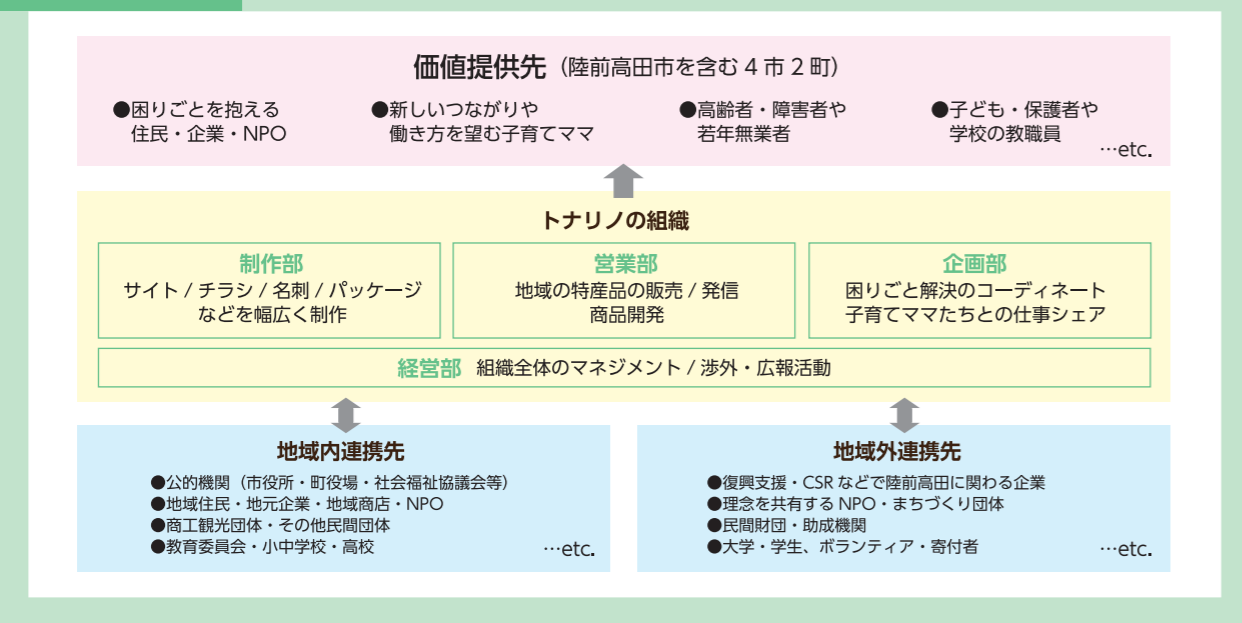 価値提供先（陸前高田市を含む4市2町）
●困りごとを抱える
住民・企業・NPO
●新しいつながりや
働き方を望む子育てママ
●高齢者・障害者や
若年無業者
●子ども・保護者や
学校の教職員
…etc.
トナリノの組織
制作部
サイト / チラシ / 名刺 / パッケージ
などを幅広く制作
営業部
地域の特産品の販売 / 発信
商品開発
企画部
困りごと解決のコーディネート
子育てママたちとの仕事シェア
経営部 組織全体のマネジメント / 渉外・広報活動
地域内連携先
●公的機関（市役所・町役場・社会福祉協議会等）
●地域住民・地元企業・地域商店・NPO
●商工観光団体・その他民間団体
●教育委員会・小中学校・高校
…etc.
地域外連携先
●復興支援・CSRなどで陸前高田に関わる企業
●理念を共有するNPO・まちづくり団体
●民間財団・助成機関
●大学・学生、ボランティア・寄付者
…etc.